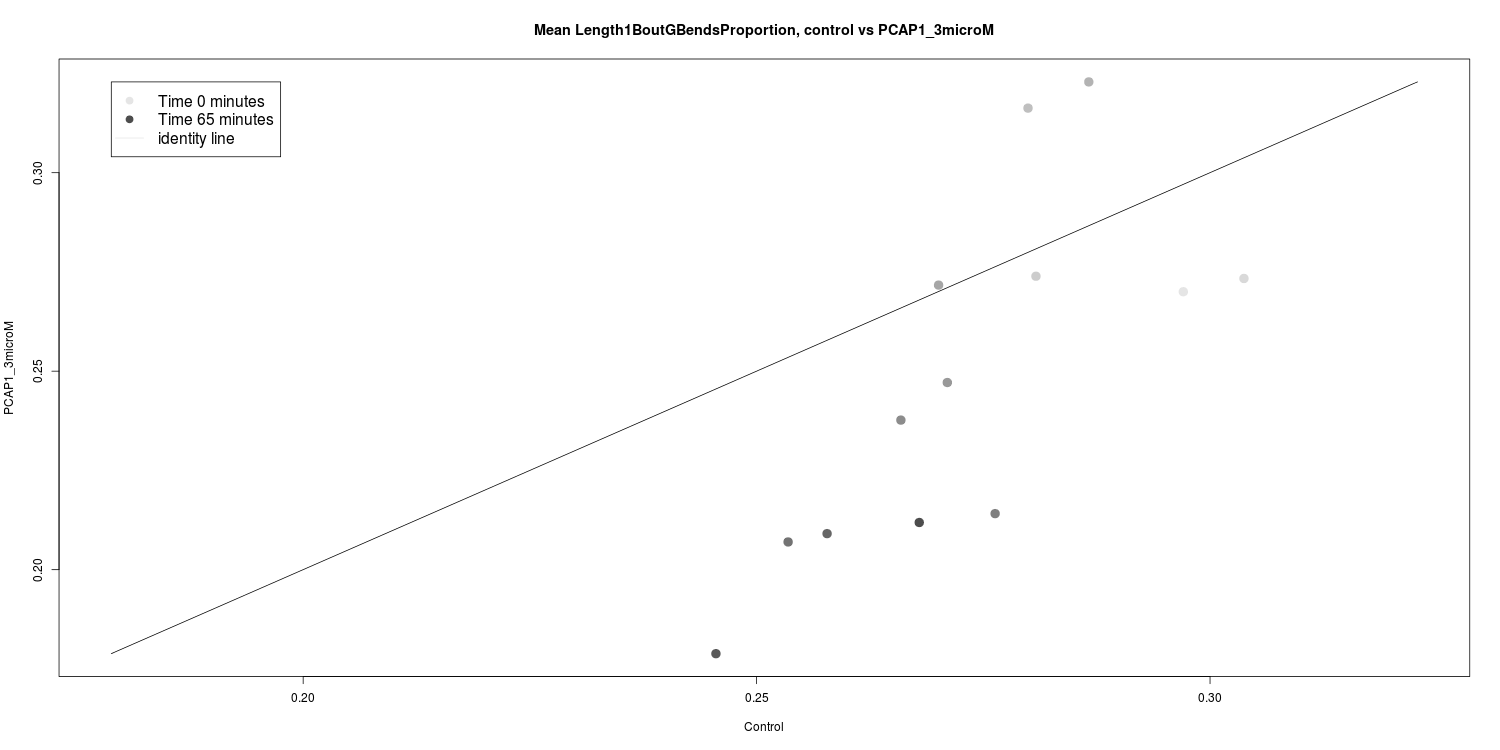 Mean Length1BoutGBendsProportion, control vs PCAP1_3microM
Time 0 minutes
Time 65 minutes
identity line
PCAP1_3microM
0.30
0.25
0.20
0.20
0.25
0.30
Control